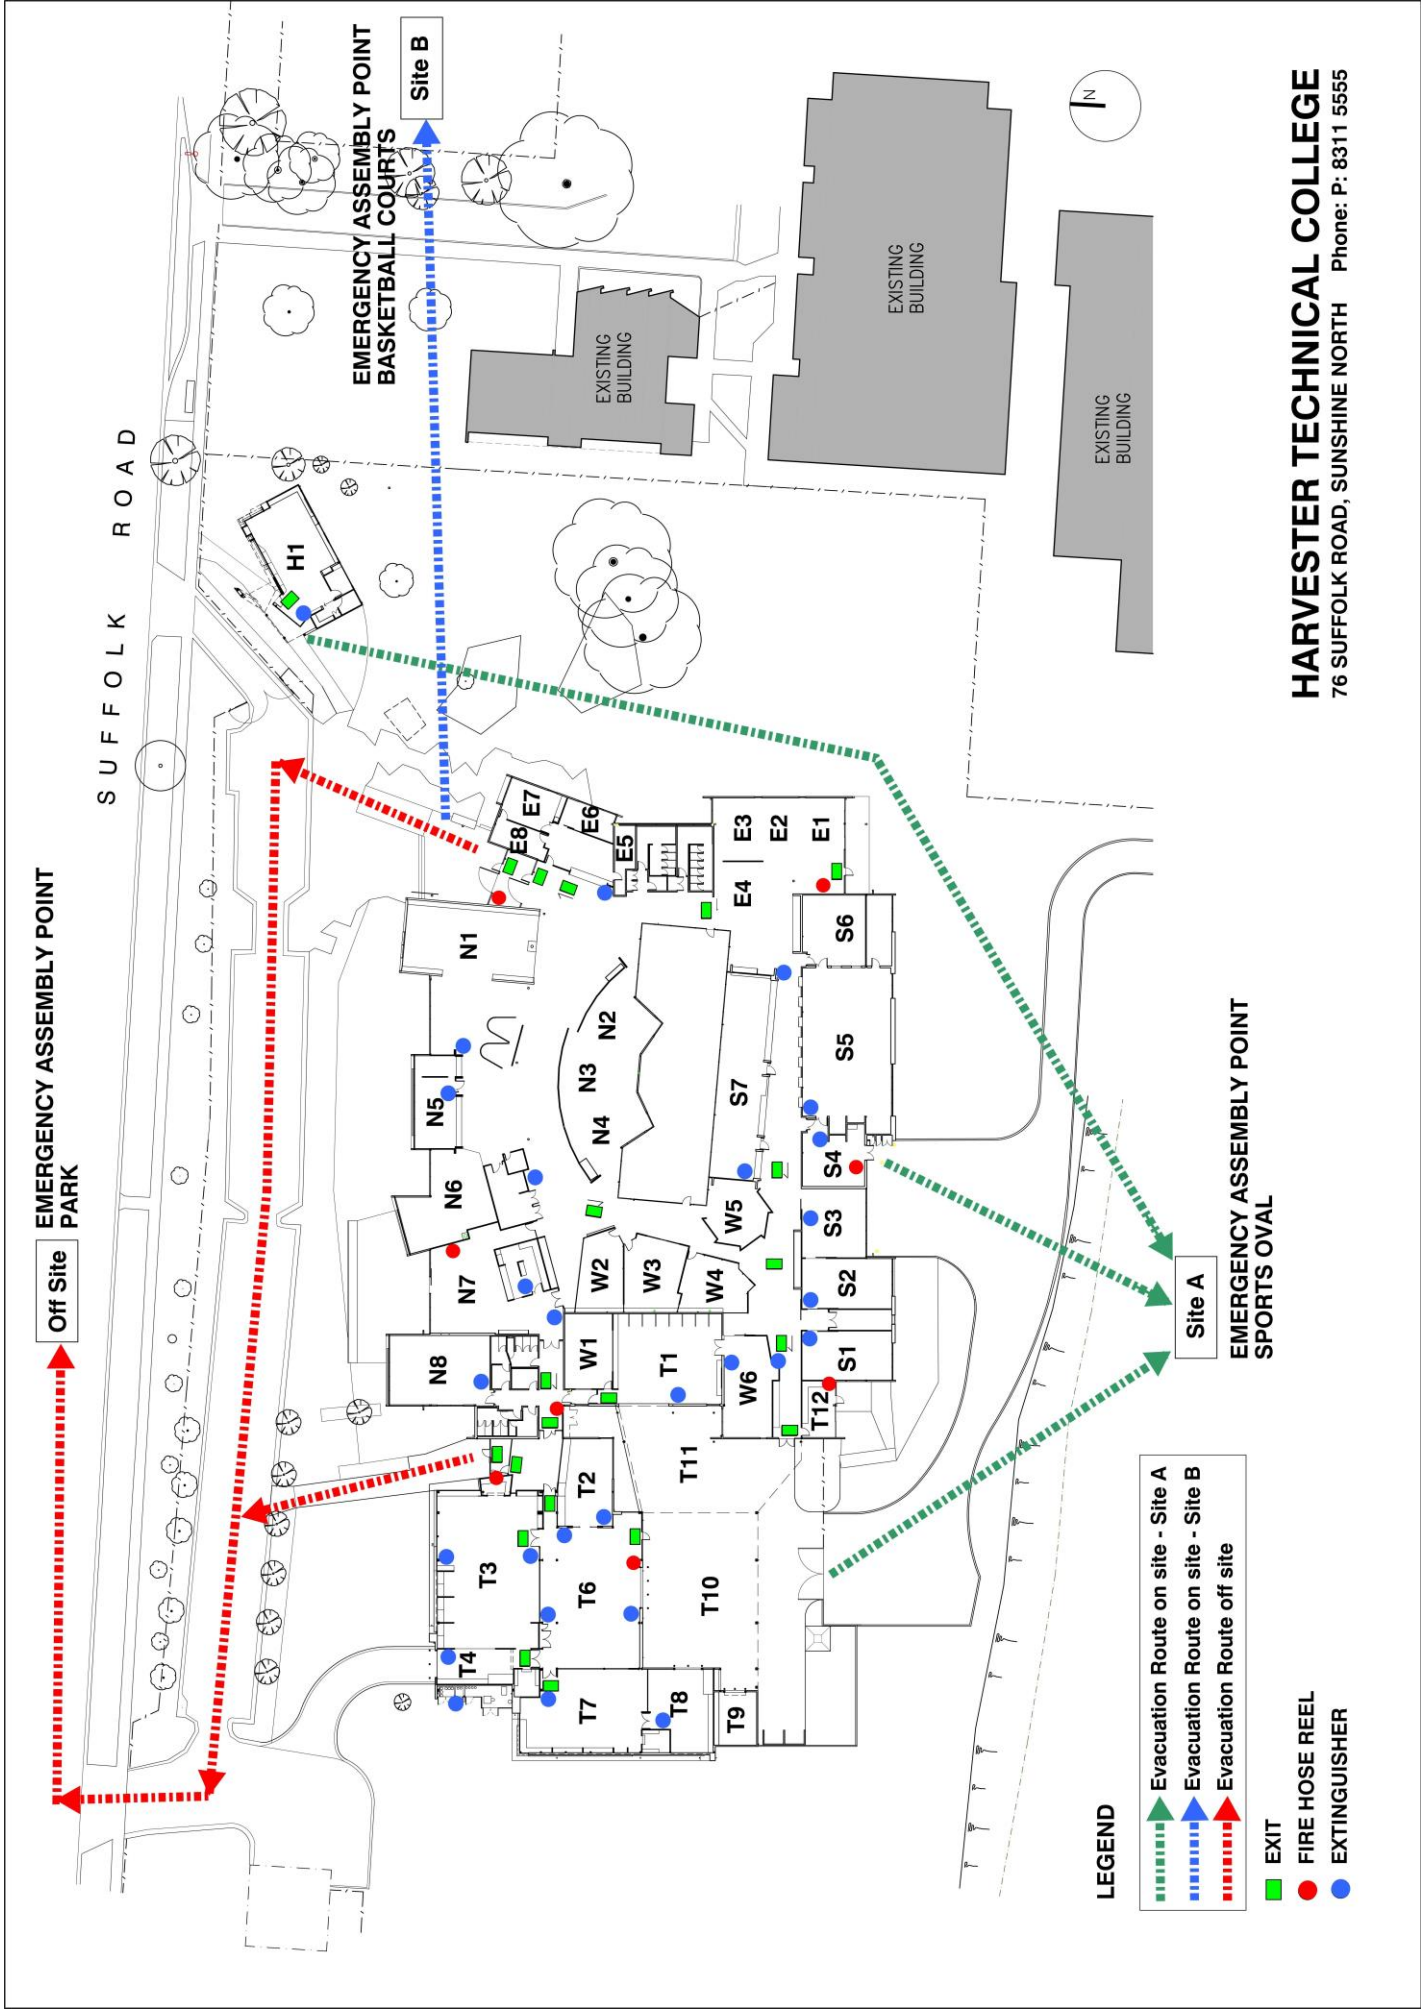 SUFFOLK ROAD
Off Site
EMERGENCY ASSEMBLY POINT
PARK
EMERGENCY ASSEMBLY POINT
BASKETBALL COURTS
Site B
H1
N8
N7
N6
N5
N1
E8
E7
E6
E5
T4
T3
T7
T6
T2
W1
W2
N4
N3
N2
T8
T1
W3
T9
T10
T11
W6
W4
W5
S7
E4
E3
E2
E1
T12
S1
S2
S3
S4
S5
S6
EXISTING
BUILDING
EXISTING
BUILDING
EXISTING
BUILDING
N
Site A
EMERGENCY ASSEMBLY POINT
SPORTS OVAL
LEGEND
Evacuation Route on site - Site A
Evacuation Route on site - Site B
Evacuation Route off site
EXIT
FIRE HOSE REEL
EXTINGUISHER
HARVESTER TECHNICAL COLLEGE
76 SUFFOLK ROAD, SUNSHINE NORTH Phone: P: 8311 5555